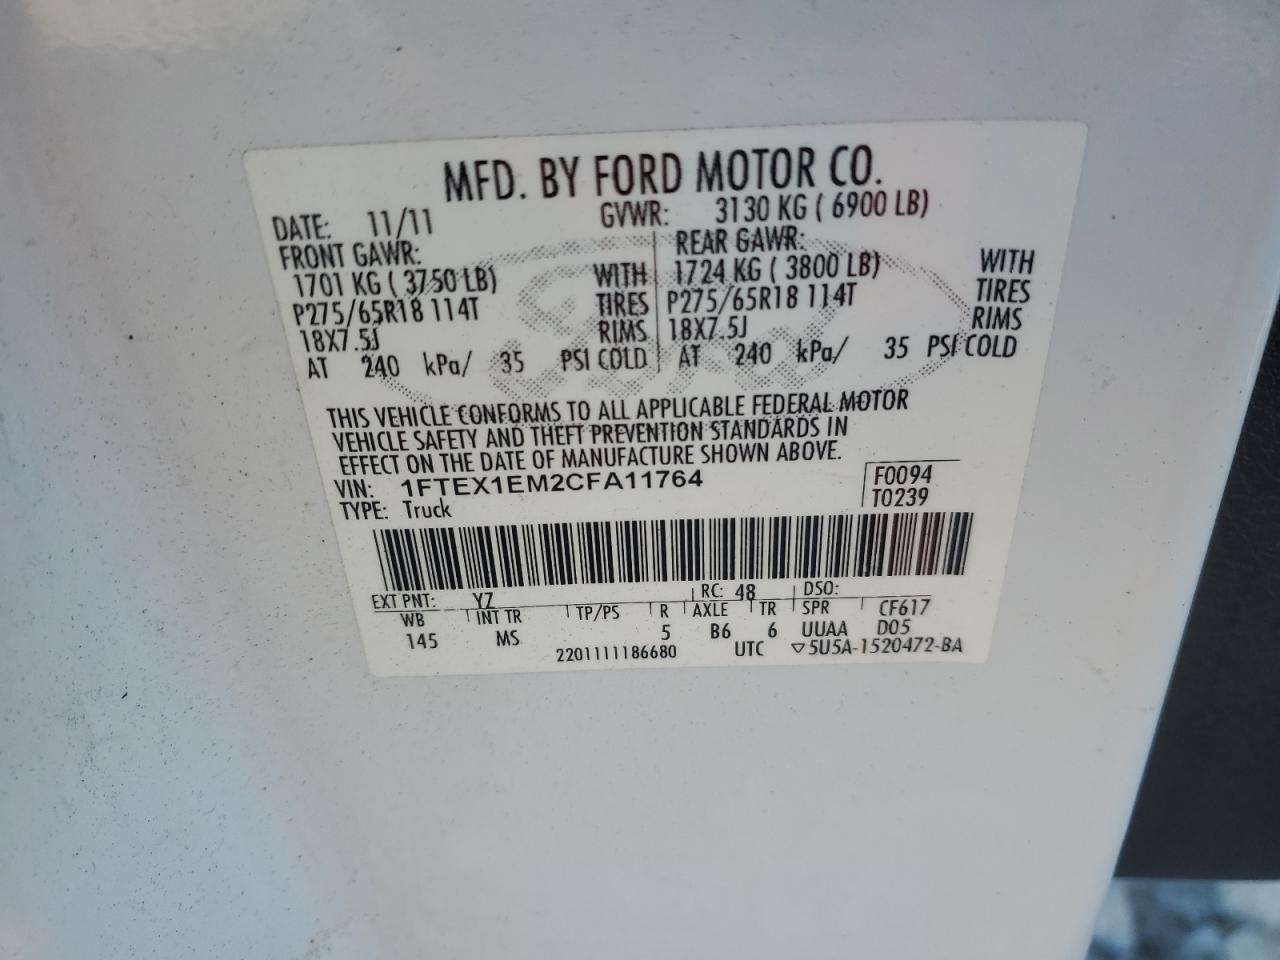 MFD. BY FORD MOTOR CO.
DATE: 11/11 GVWR: 3130 KG ( 6900 LB)
FRONT GAWR: REAR GAWR:
1701 KG ( 3750 LB) WITH 1724 KG ( 3800 LB) WITH
P275/65R18 114T TIRES P275/65R18 114T TIRES
18X7.5J RIMS 18X7.5J RIMS
AT 240 kPa/ 35 PSI COLD AT 240 kPa/ 35 PSI COLD
THIS VEHICLE CONFORMS TO ALL APPLICABLE FEDERAL MOTOR
VEHICLE SAFETY AND THEFT PREVENTION STANDARDS IN
EFFECT ON THE DATE OF MANUFACTURE SHOWN ABOVE.
VIN: 1FTEX1EM2CFA11764 F0094
TYPE: Truck T0239
EXT PNT: YZ RC: 48 DSO:
WB INT TR TP/PS R AXLE TR SPR CF617
145 MS 5 B6 6 UUAA D05
2201111186680 UTC ▽5U5A-1520472-BA